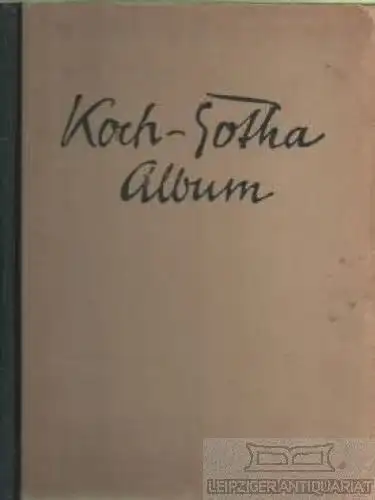 Koch-Gotha
Album
LEIPZIGER ANTIQUARIAT